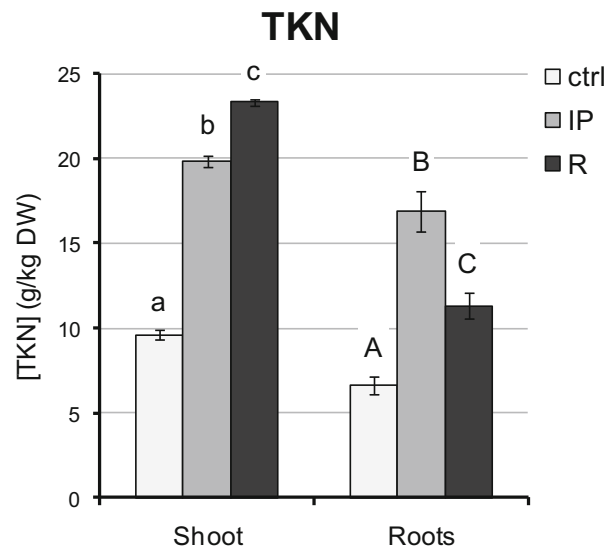 TKN
ctrl
IP
R
[TKN] (g/kg DW)
25
20
15
10
5
0
a
b
c
A
B
C
Shoot
Roots